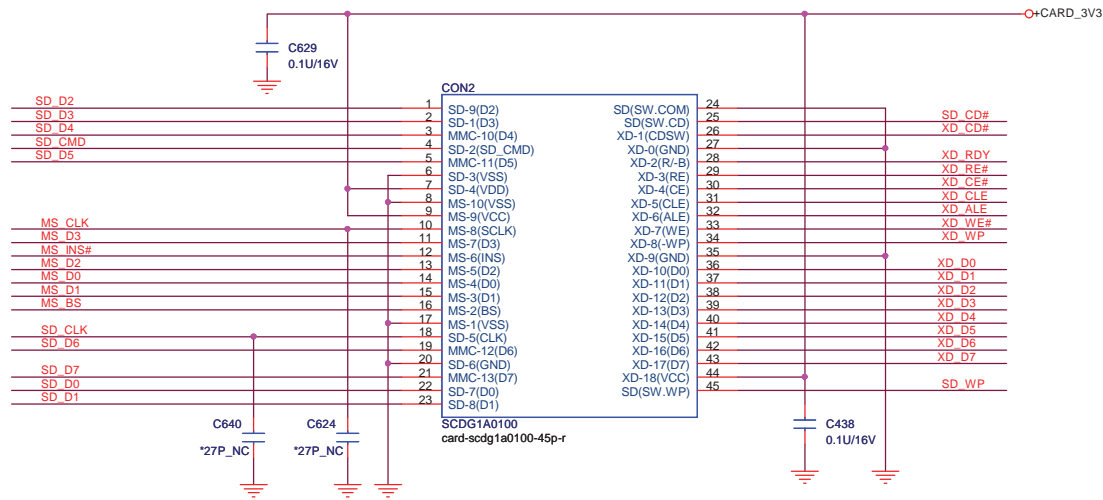 +CARD_3V3
C629
0.1U/16V
CON2
SD_D2 1 SD-9(D2) SD(SW.COM) 24
SD_D3 2 SD-1(D3) SD(SW.CD) 25 SD_CD#
SD_D4 3 MMC-10(D4) XD-1(CDSW) 26 XD_CD#
SD_CMD 4 SD-2(SD_CMD) XD-0(GND) 27
SD_D5 5 MMC-11(D5) XD-2(R/-B) 28 XD_RDY
6 SD-3(VSS) XD-3(RE) 29 XD_RE#
7 SD-4(VDD) XD-4(CE) 30 XD_CE#
8 MS-10(VSS) XD-5(CLE) 31 XD_CLE
9 MS-9(VCC) XD-6(ALE) 32 XD_ALE
MS_CLK 10 MS-8(SCLK) XD-7(WE) 33 XD_WE#
MS_D3 11 MS-7(D3) XD-8(-WP) 34 XD_WP
MS_INS# 12 MS-6(INS) XD-9(GND) 35
MS_D2 13 MS-5(D2) XD-10(D0) 36 XD_D0
MS_D0 14 MS-4(D0) XD-11(D1) 37 XD_D1
MS_D1 15 MS-3(D1) XD-12(D2) 38 XD_D2
MS_BS 16 MS-2(BS) XD-13(D3) 39 XD_D3
17 MS-1(VSS) XD-14(D4) 40 XD_D4
SD_CLK 18 SD-5(CLK) XD-15(D5) 41 XD_D5
SD_D6 19 MMC-12(D6) XD-16(D6) 42 XD_D6
20 SD-6(GND) XD-17(D7) 43 XD_D7
SD_D7 21 MMC-13(D7) XD-18(VCC) 44
SD_D0 22 SD-7(D0) SD(SW.WP) 45 SD_WP
SD_D1 23 SD-8(D1)
SCDG1A0100
card-scdg1a0100-45p-r
C640
*27P_NC
C624
*27P_NC
C438
0.1U/16V